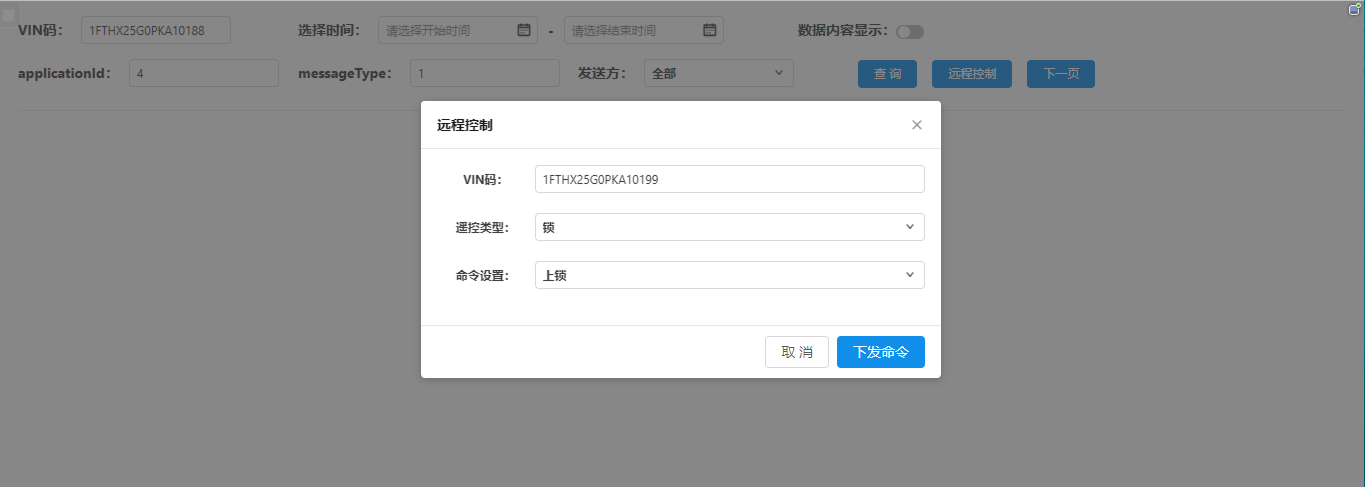 VIN码： 1FTHX25G0PKA10188 选择时间： 请选择开始时间 - 请选择结束时间 数据内容显示：
applicationId： 4 messageType： 1 发送方： 全部 查 询 远程控制 下一页
远程控制
VIN码： 1FTHX25G0PKA10199
遥控类型： 锁
命令设置： 上锁
取 消 下发命令